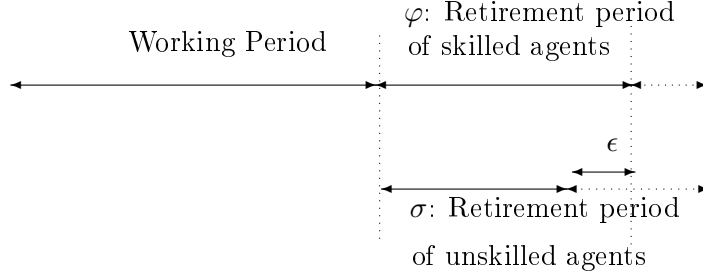 φ: Retirement period
Working Period
of skilled agents
ϵ
σ: Retirement period
of unskilled agents